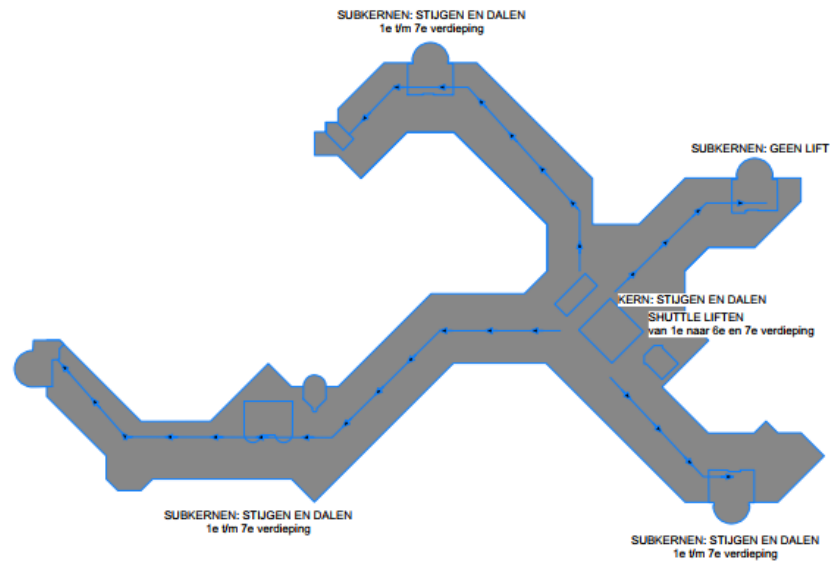 SUBKERNEN: STIJGEN EN DALEN
1e t/m 7e verdieping
SUBKERNEN: GEEN LIFT
KERN: STIJGEN EN DALEN
SHUTTLE LIFTEN
van 1e naar 6e en 7e verdieping
SUBKERNEN: STIJGEN EN DALEN
1e t/m 7e verdieping
SUBKERNEN: STIJGEN EN DALEN
1e t/m 7e verdieping